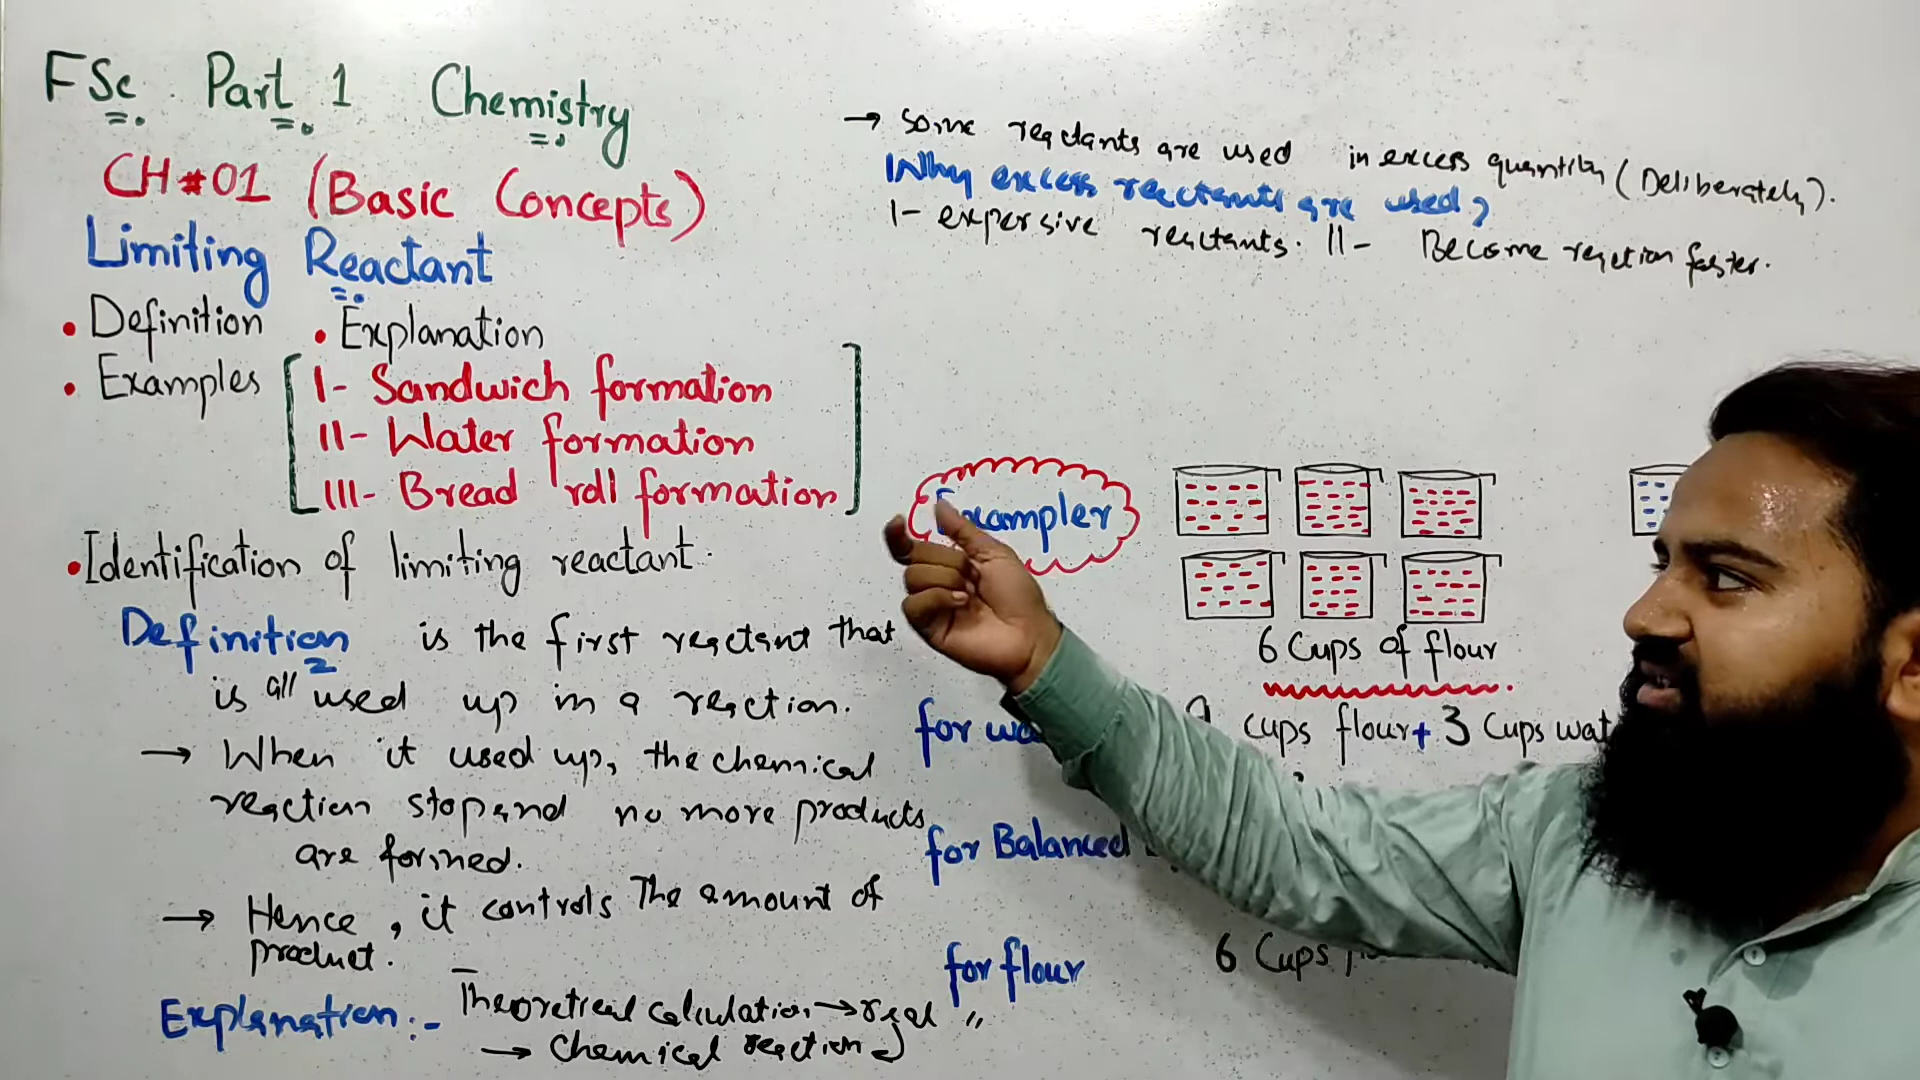 FSc. Part 1 Chemistry
CH#01 (Basic Concepts)
Limiting Reactant
• Definition • Explanation
• Examples
I- Sandwich formation
II- Water formation
III- Bread roll formation
• Identification of limiting reactant.
Definition is the first reactant that
is all used up in a reaction.
→ When it used up, the chemical
reaction stop and no more products
are formed.
→ Hence, it controls The amount of
product.
Explanation:- Theoretical calculation → real "
→ Chemical reaction
→ Some reactants are used in excess quantity (Deliberately).
Why excess reactants are used?
I- expensive reactants. II- Become reaction faster.
6 Cups of flour
for
cups flour + 3 Cups
for Balanced
for flour
6 Cups